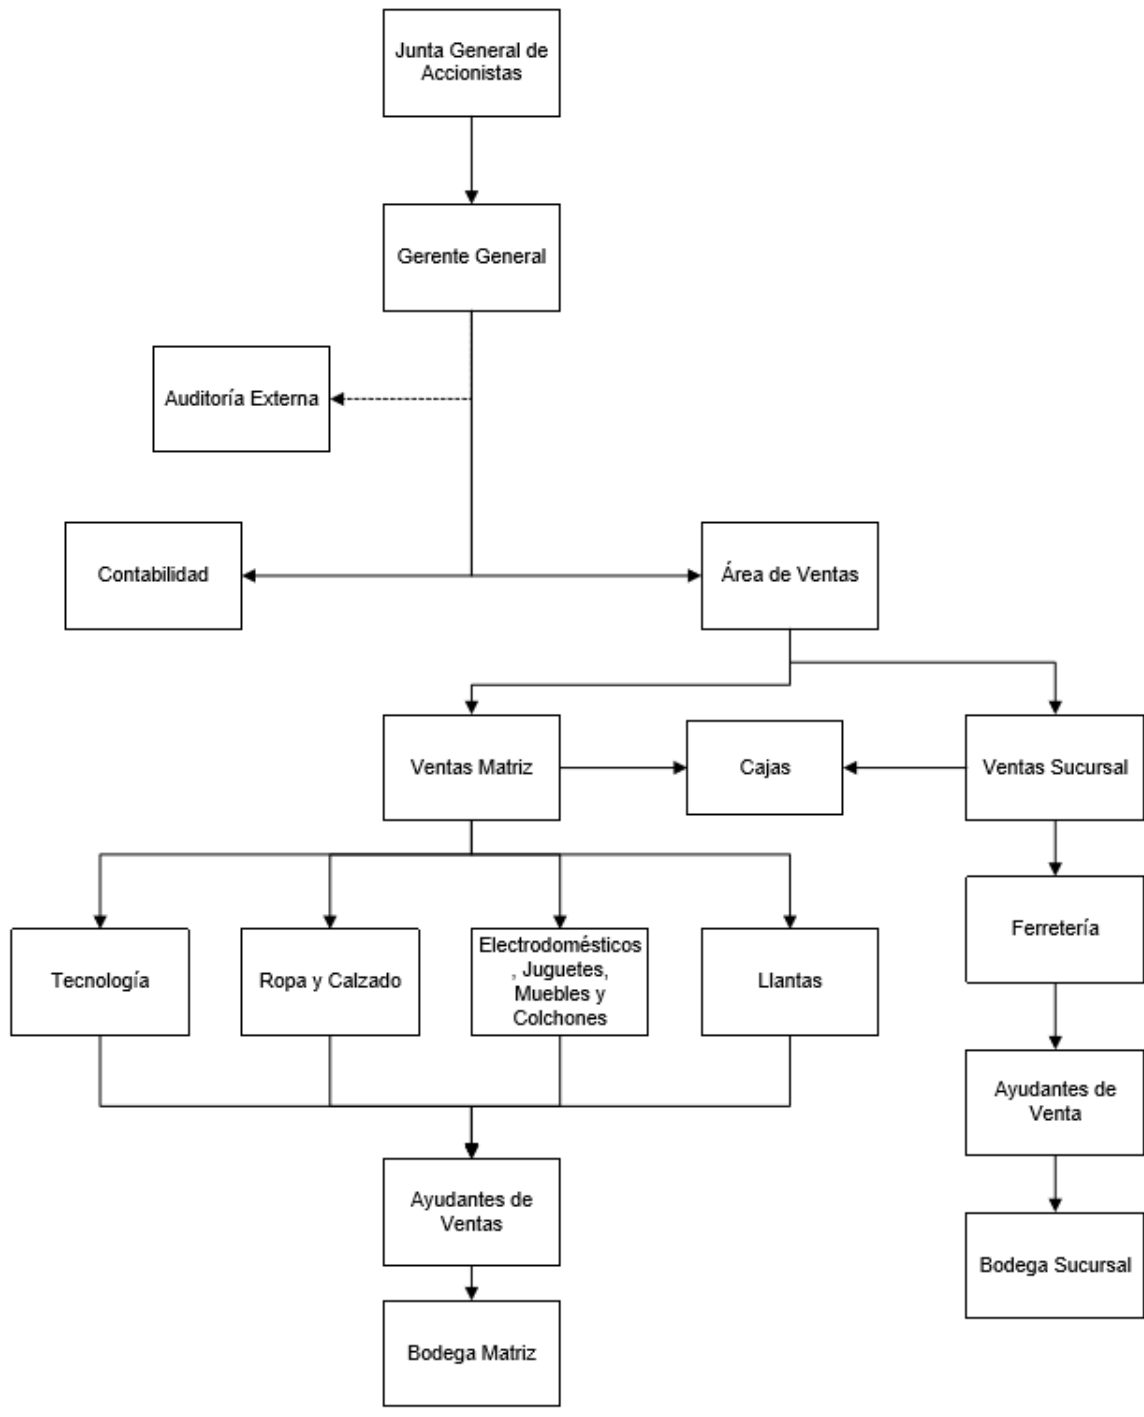 Junta General de
Accionistas
Gerente General
Auditoría Externa
Contabilidad
Área de Ventas
Ventas Matriz
Cajas
Ventas Sucursal
Tecnología
Ropa y Calzado
Electrodomésticos
, Juguetes,
Muebles y
Colchones
Llantas
Ferretería
Ayudantes de
Venta
Ayudantes de
Ventas
Bodega Sucursal
Bodega Matriz